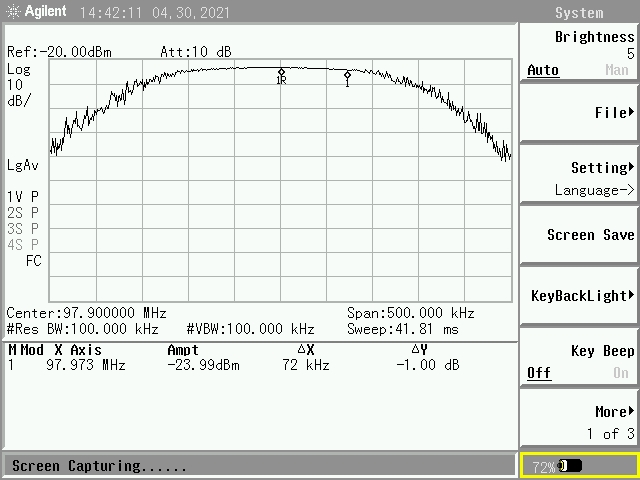 Agilent 14:42:11 04,30,2021 System
Ref:-20.00dBm Att:10 dB
Log
10
dB/
LgAv
1V P
2S P
3S P
4S P
FC
1R
1
Center:97.900000 MHz Span:500.000 kHz
#Res BW:100.000 kHz #VBW:100.000 kHz Sweep:41.81 ms
M Mod X Axis Ampt ΔX ΔY
1 97.973 MHz -23.99dBm 72 kHz -1.00 dB
Screen Capturing......
Brightness
5
Auto Man
File
Setting
Language->
Screen Save
KeyBackLight
Key Beep
Off On
More
1 of 3
72%